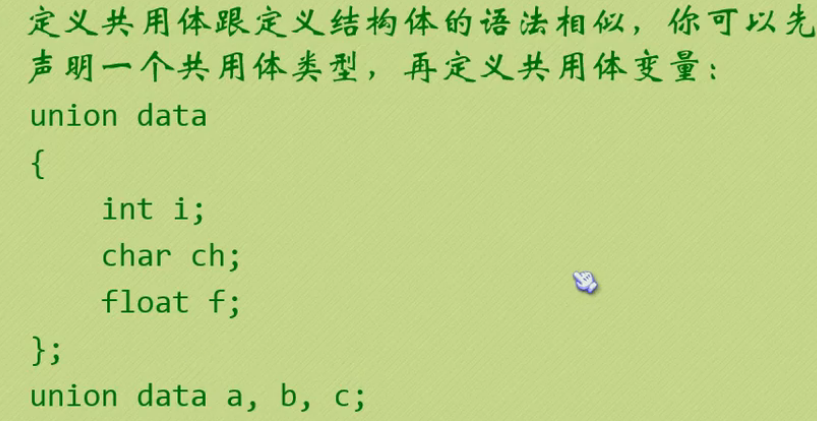 定义共用体跟定义结构体的语法相似，你可以先
声明一个共用体类型，再定义共用体变量：
union data
{
    int i;
    char ch;
    float f;
};
union data a, b, c;